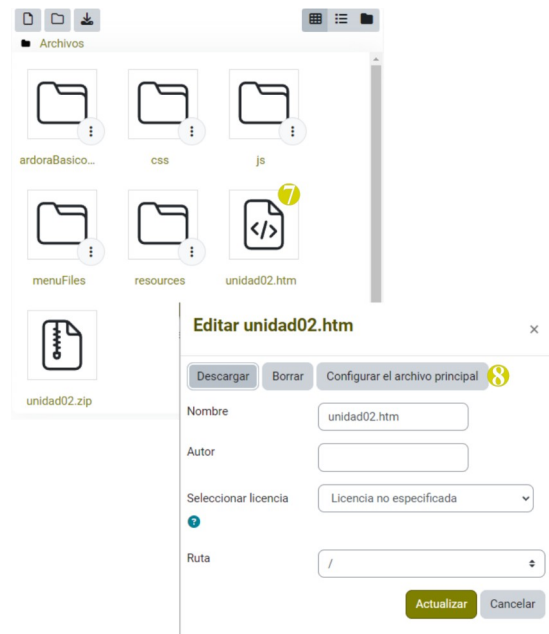 Archivos
ardoraBasico...
css
js
7
menuFiles
resources
unidad02.htm
unidad02.zip
Editar unidad02.htm
×
Descargar
Borrar
Configurar el archivo principal
8
Nombre
unidad02.htm
Autor
Seleccionar licencia
Licencia no especificada
?
Ruta
/
Actualizar
Cancelar